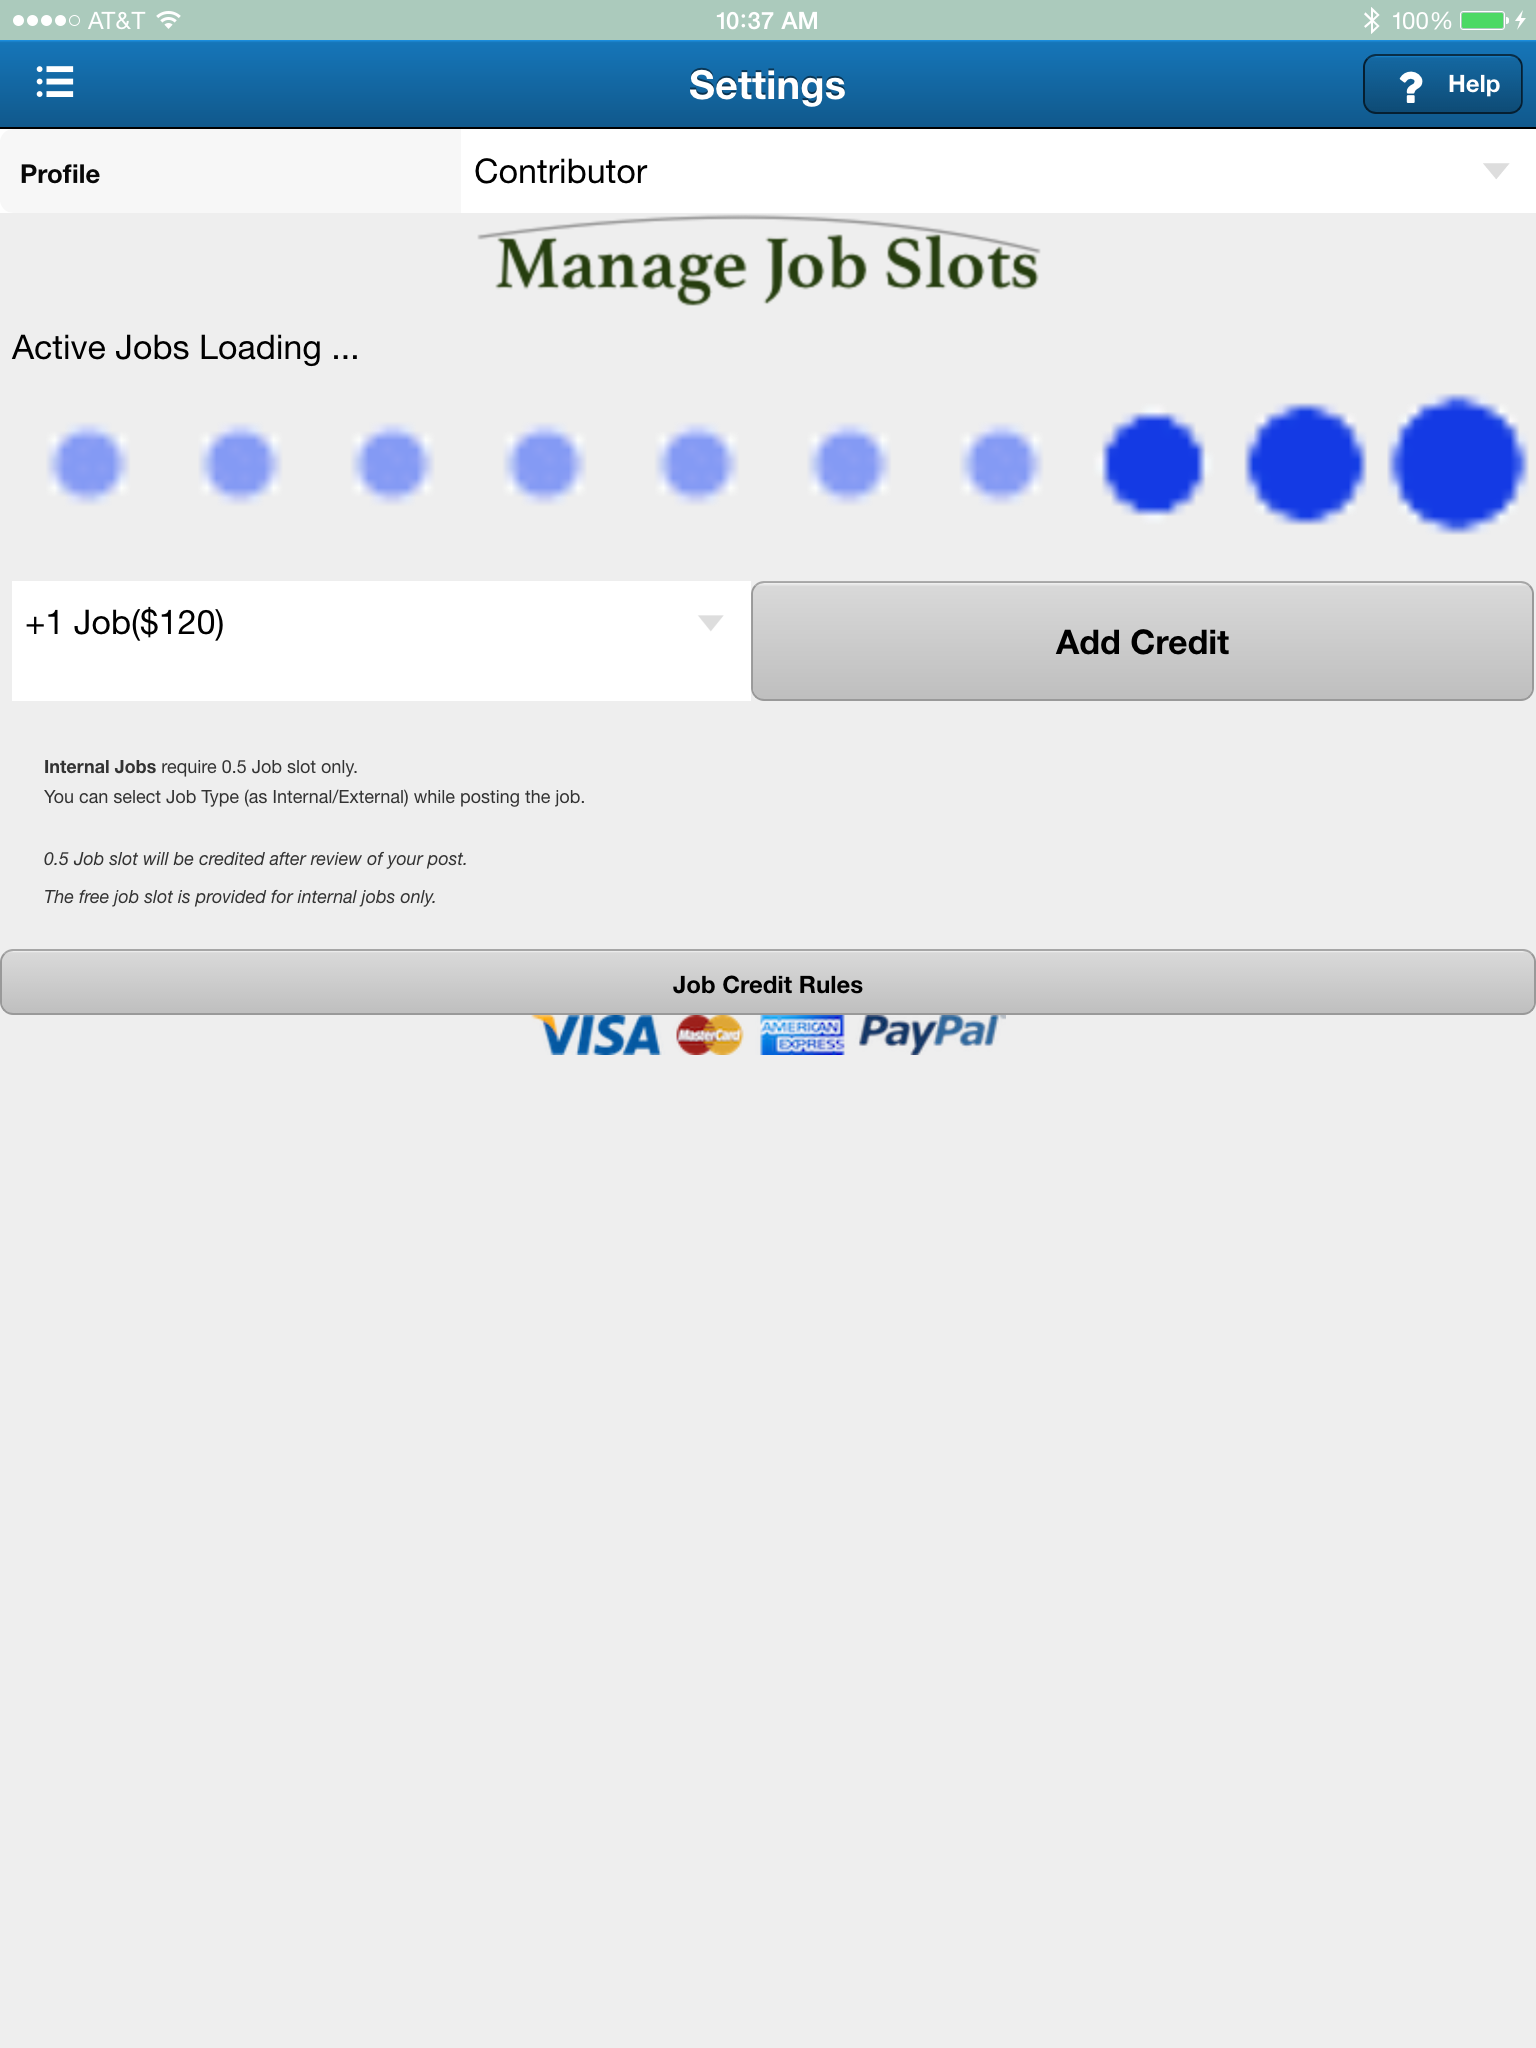 AT&T 10:37 AM 100%
Settings
? Help
Profile Contributor
Manage Job Slots
Active Jobs Loading ...
+1 Job($120) Add Credit
Internal Jobs require 0.5 Job slot only.
You can select Job Type (as Internal/External) while posting the job.
0.5 Job slot will be credited after review of your post.
The free job slot is provided for internal jobs only.
Job Credit Rules
VISA MasterCard AMERICAN EXPRESS PayPal